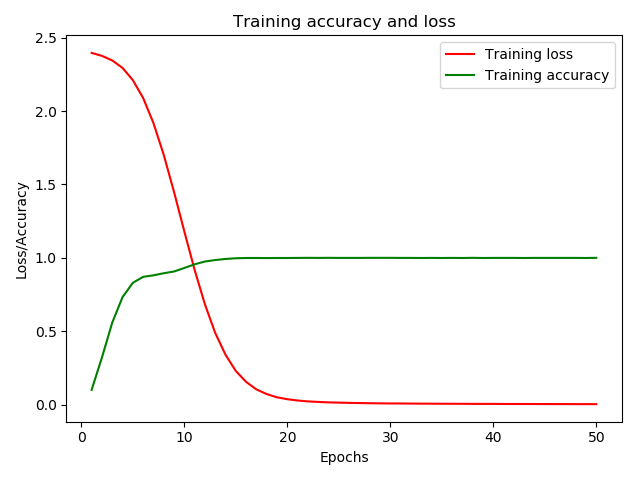 Training accuracy and loss
2.5
2.0
1.5
1.0
0.5
0.0
Loss/Accuracy
Training loss
Training accuracy
0 10 20 30 40 50
Epochs